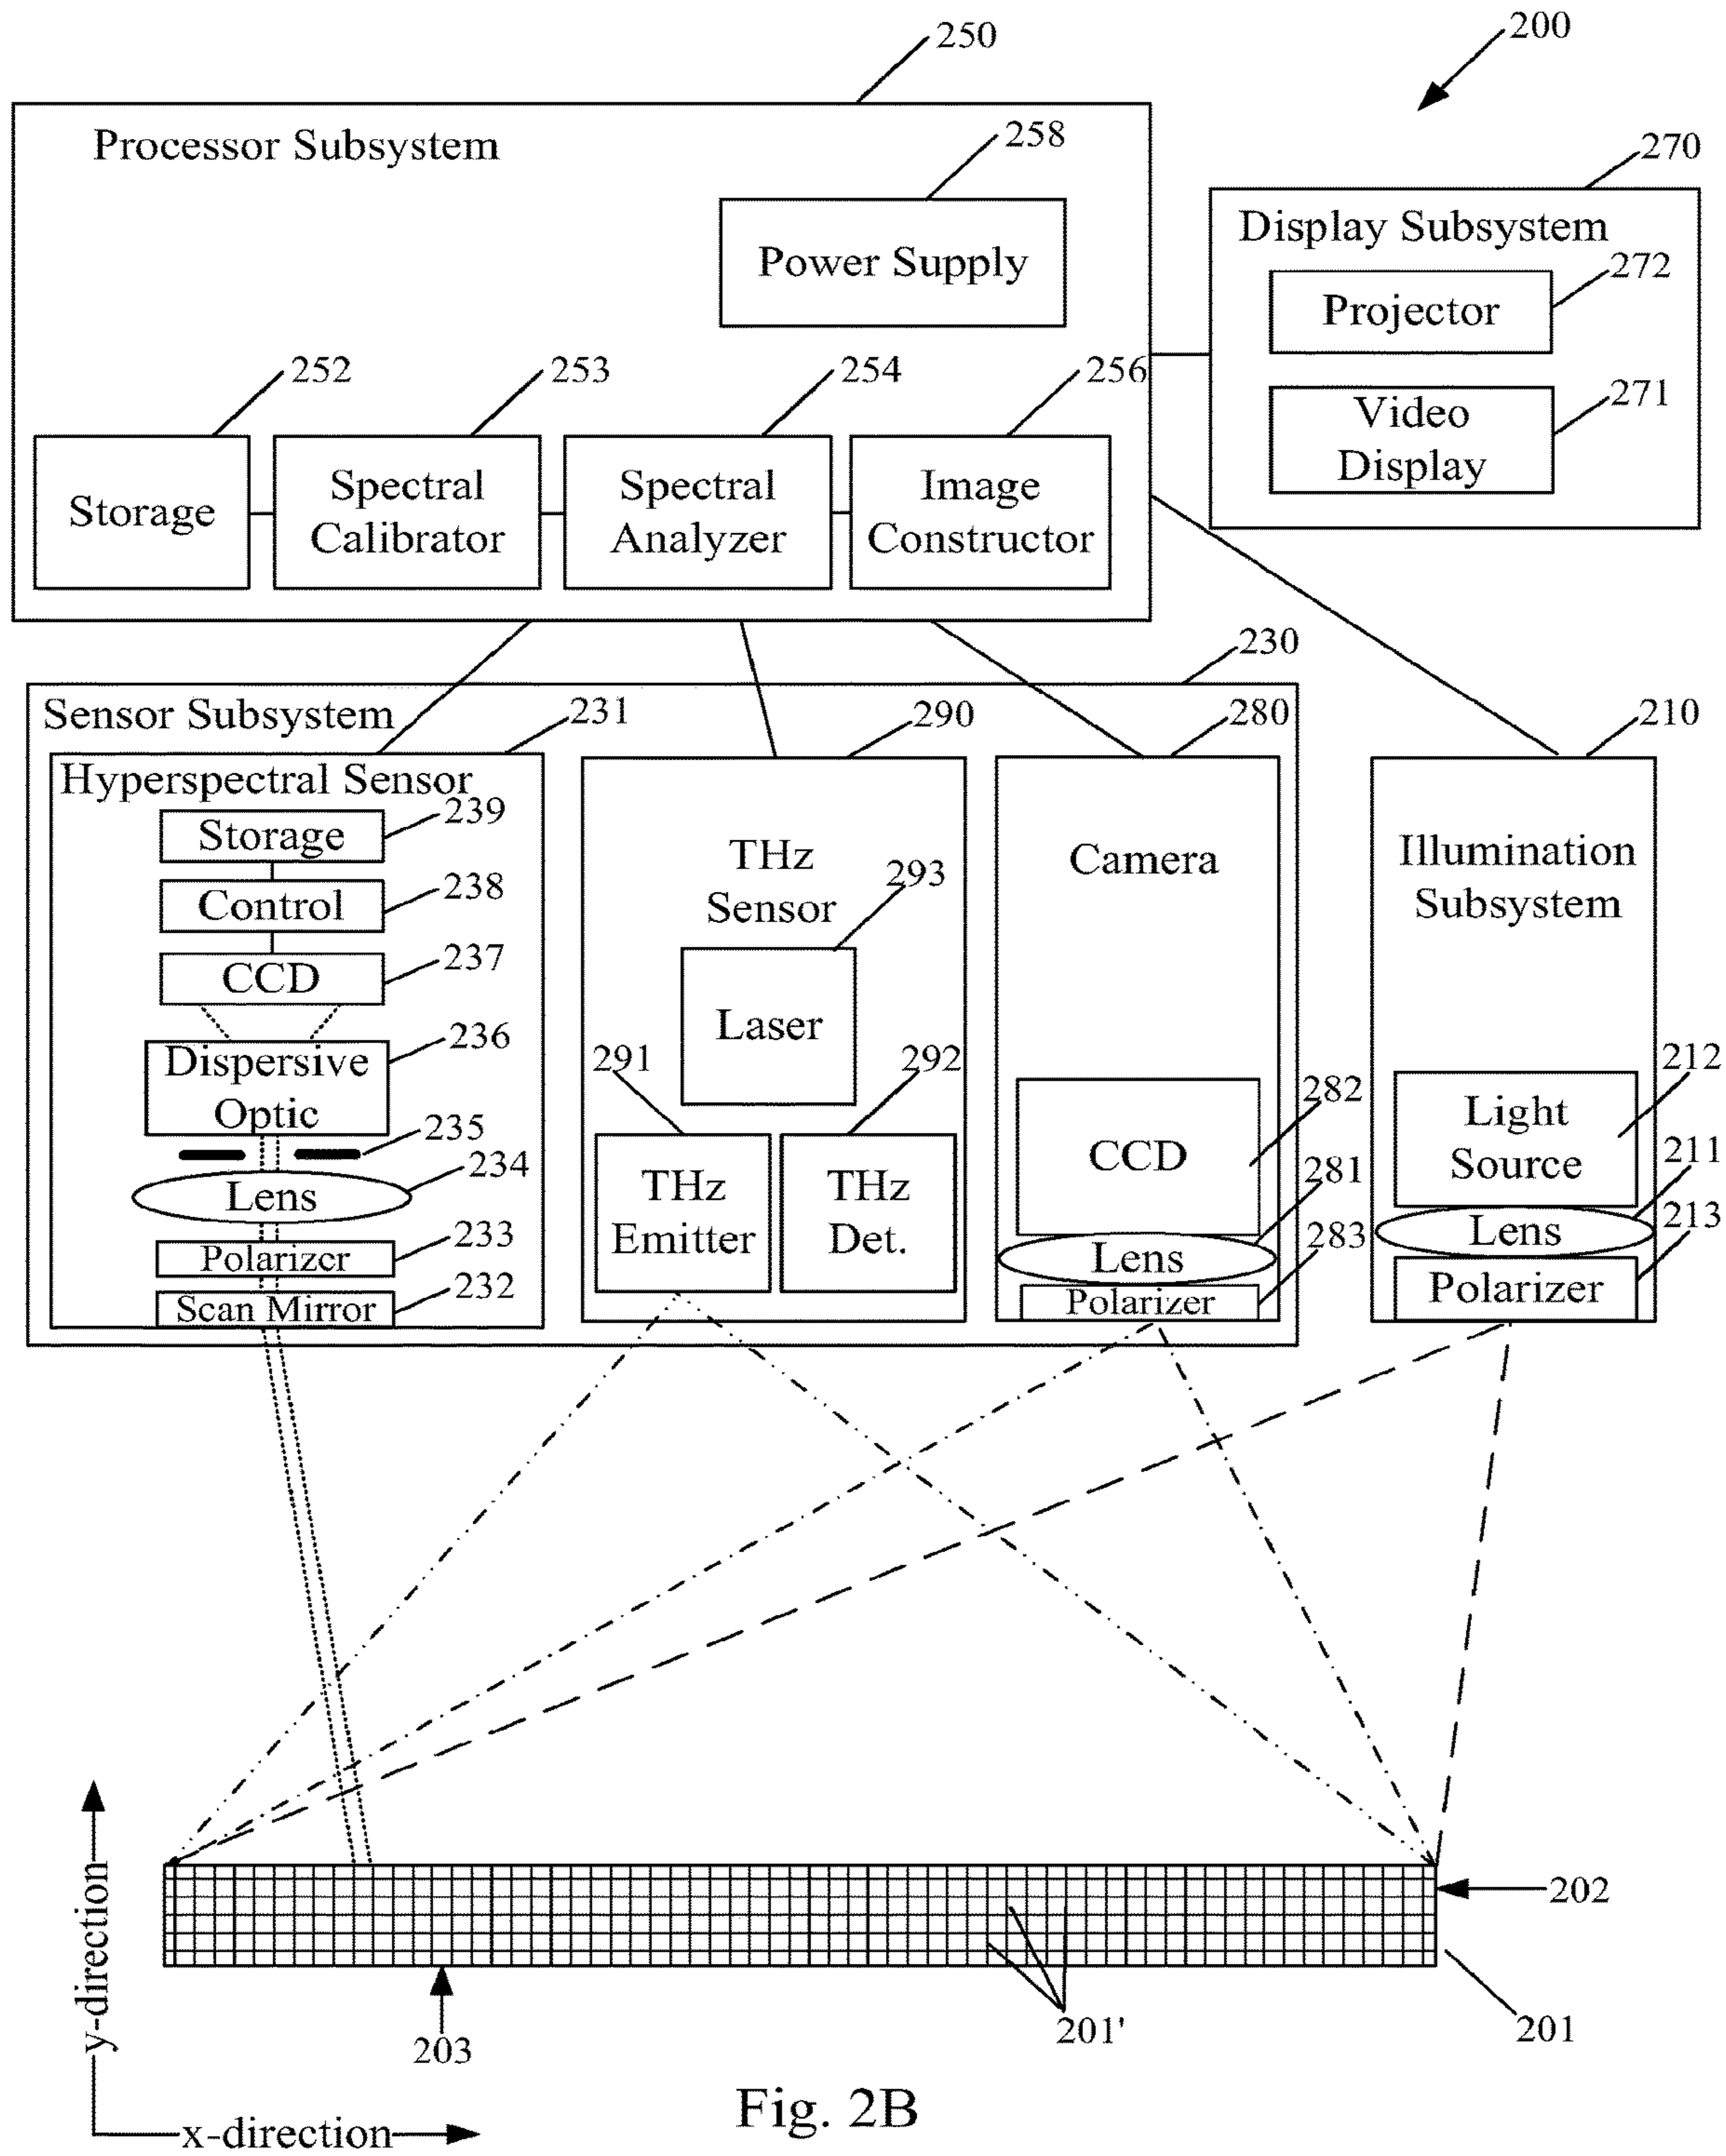 200
250
Processor Subsystem
258
Power Supply
270
Display Subsystem
272
Projector
271
Video
Display
252
253
254
256
Storage
Spectral
Calibrator
Spectral
Analyzer
Image
Constructor
230
Sensor Subsystem
231
290
280
210
Hyperspectral Sensor
239
Storage
238
Control
237
CCD
236
Dispersive
Optic
235
234
Lens
233
Polarizer
232
Scan Mirror
THz
Sensor
293
Laser
291
292
THz
Emitter
THz
Det.
Camera
282
CCD
281
Lens
283
Polarizer
Illumination
Subsystem
212
Light
Source
211
Lens
213
Polarizer
202
201
201'
203
y-direction
x-direction
Fig. 2B